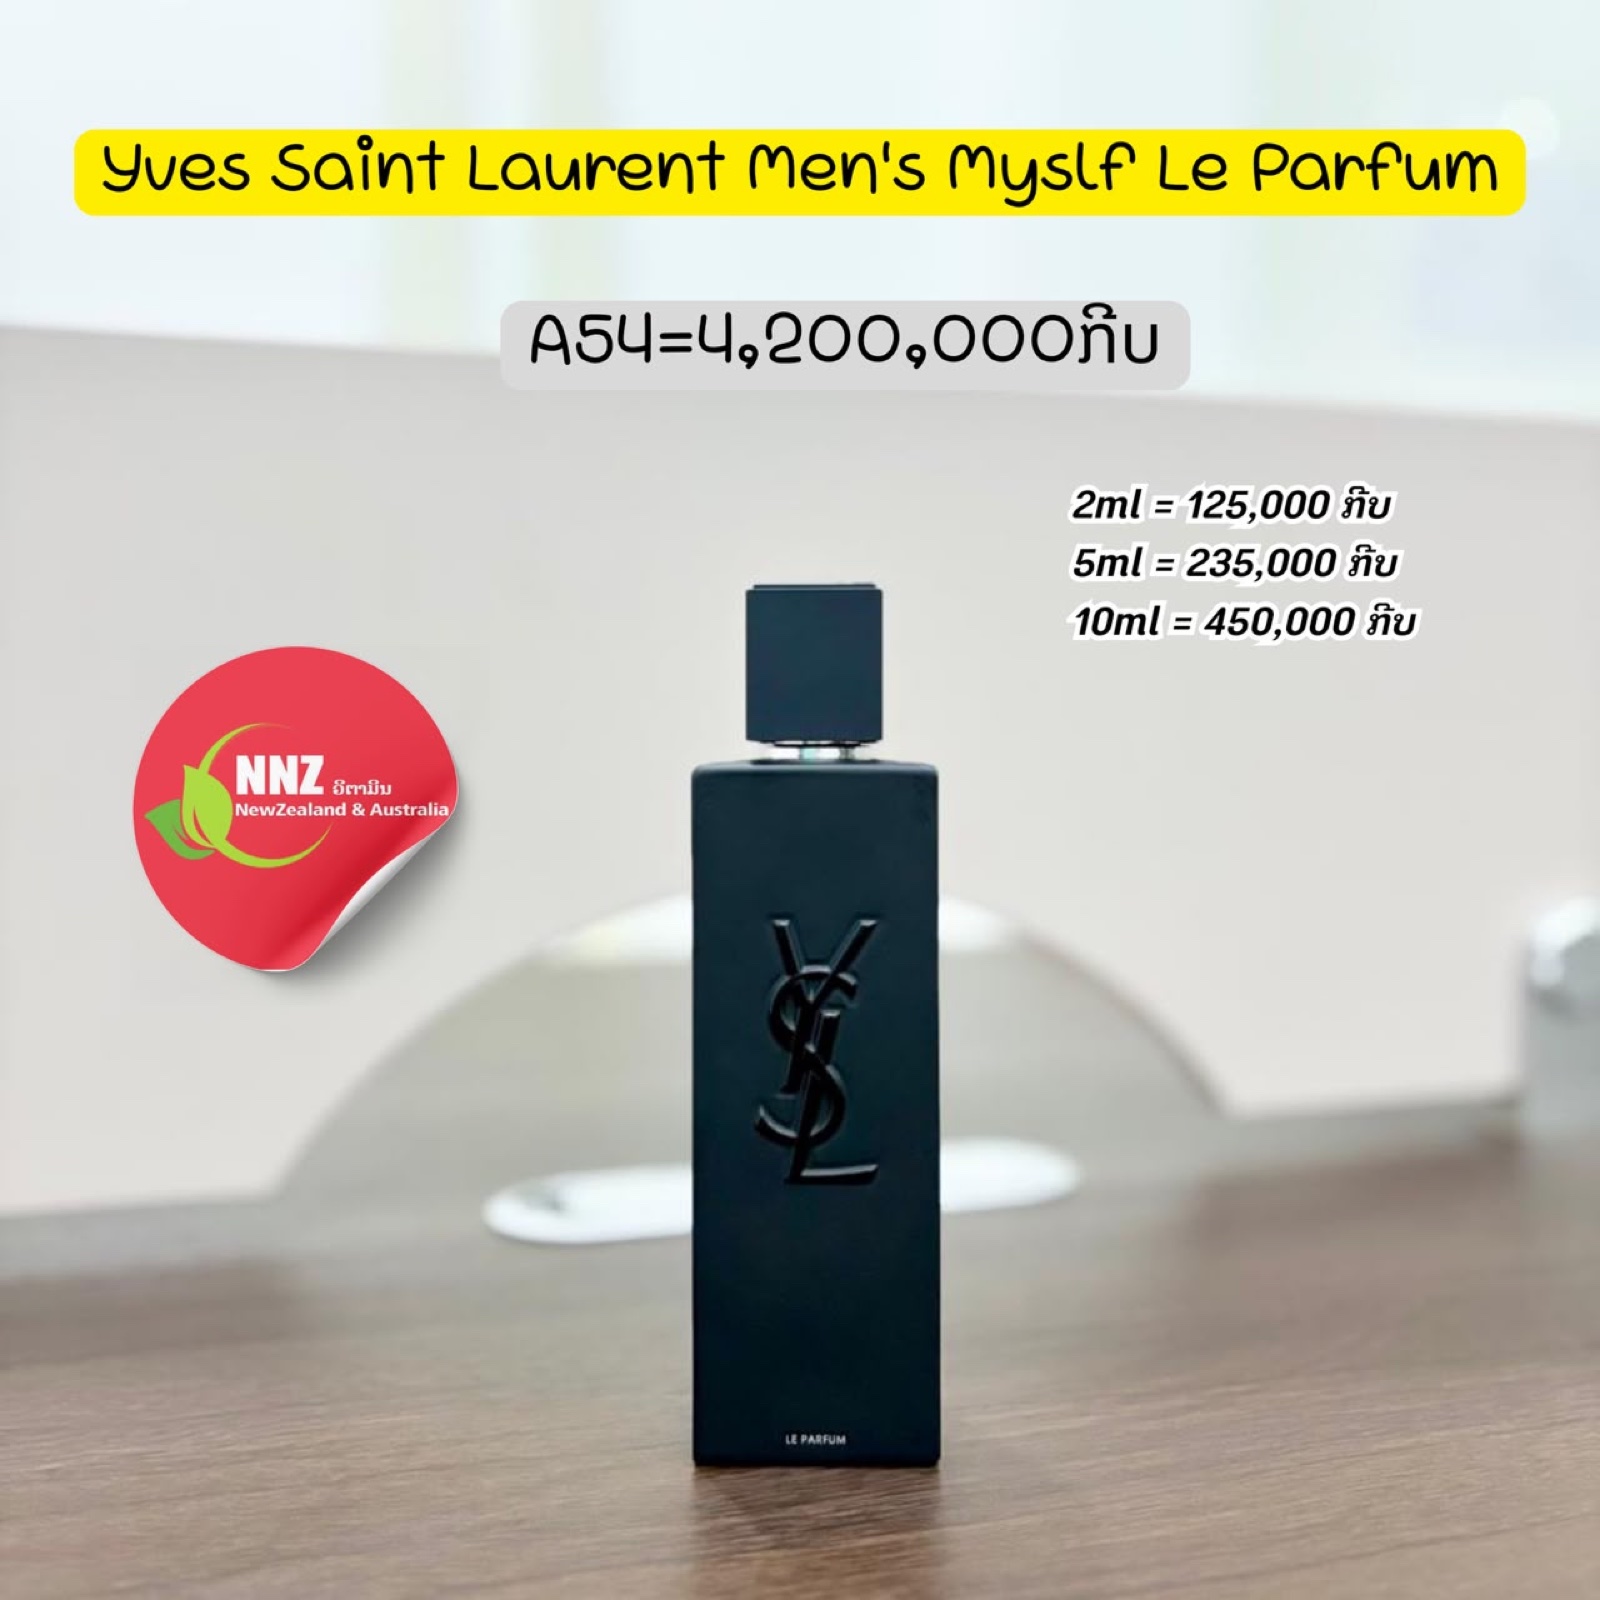 Yves Saint Laurent Men's Myslf Le Parfum
A54=4,200,000ກີບ
2ml = 125,000 ກີບ
5ml = 235,000 ກີບ
10ml = 450,000 ກີບ
NNZ ວິຕາມິນ
NewZealand & Australia
YSL
LE PARFUM